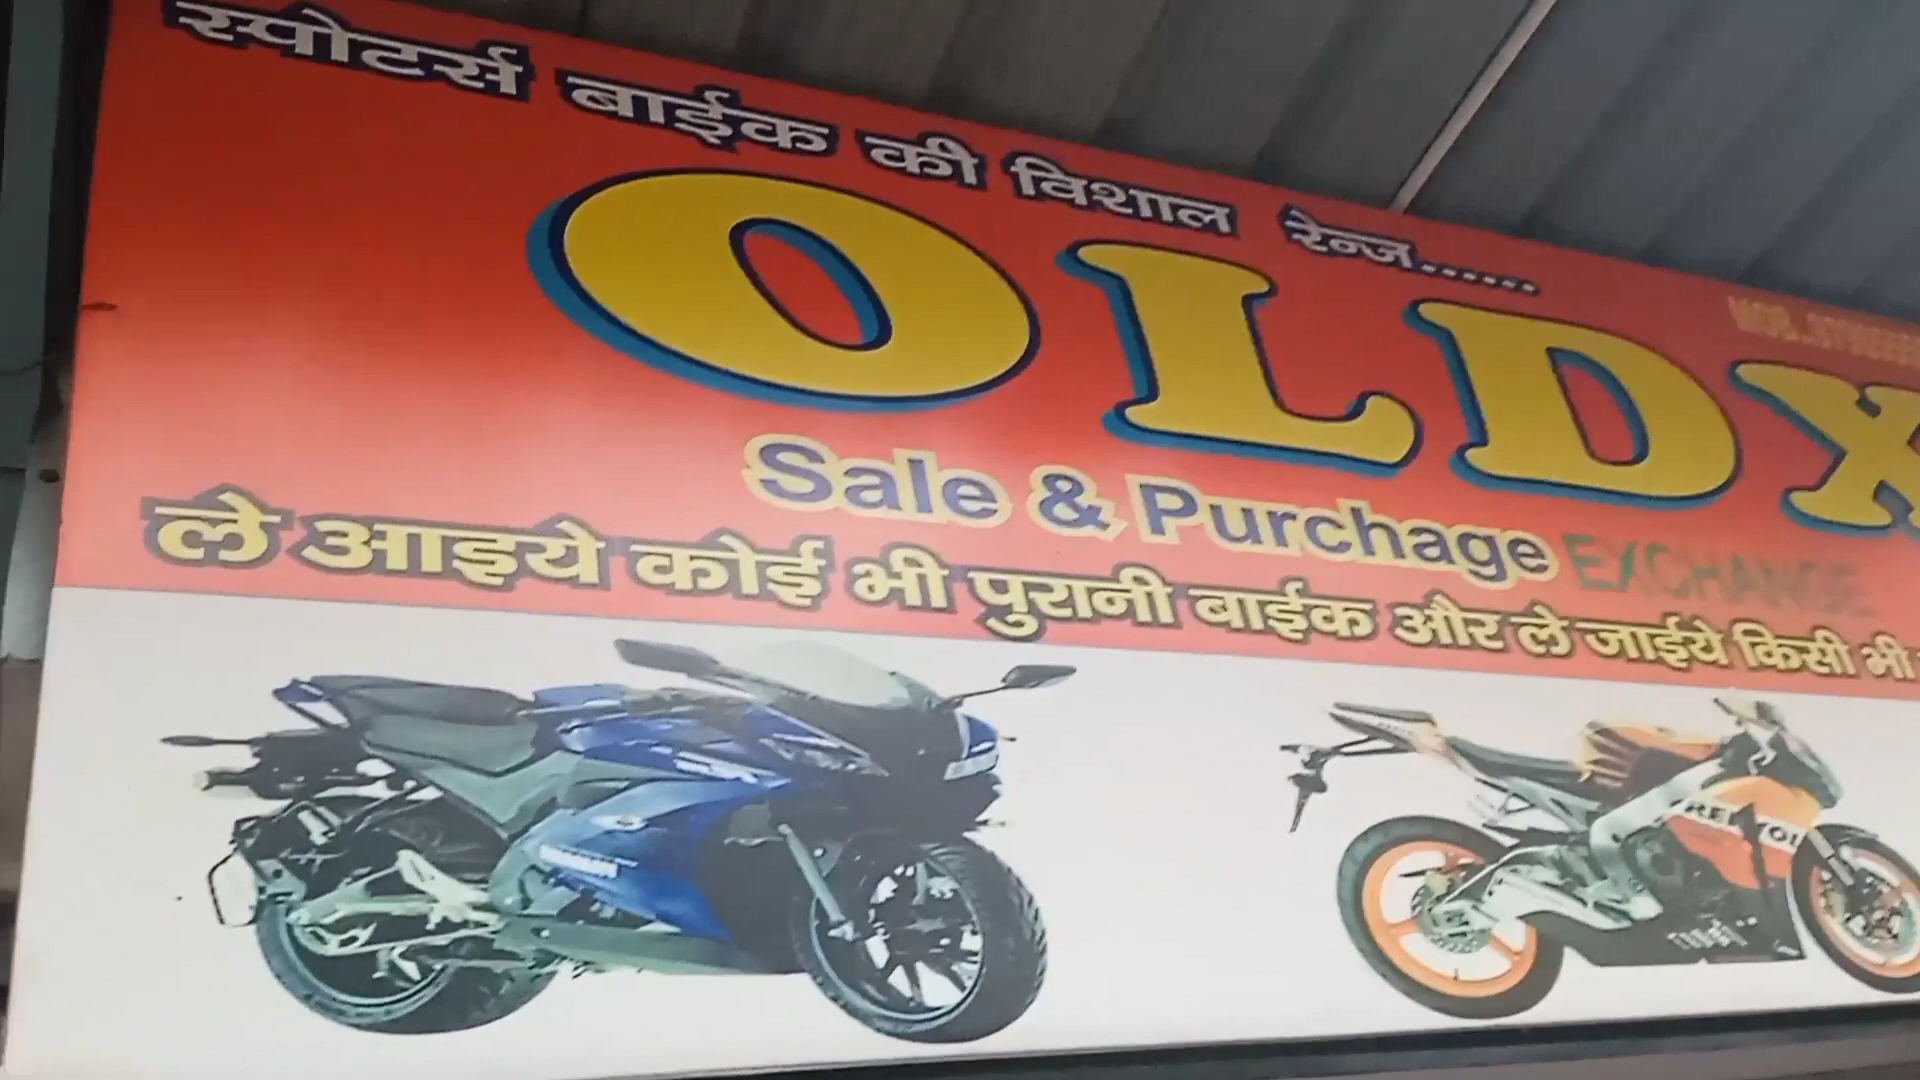 स्पोटर्स बाईक की विशाल रेन्ज......
OLDX
Sale & Purchage EXCHANGE
ले आइये कोई भी पुरानी बाईक और ले जाईये किसी भी